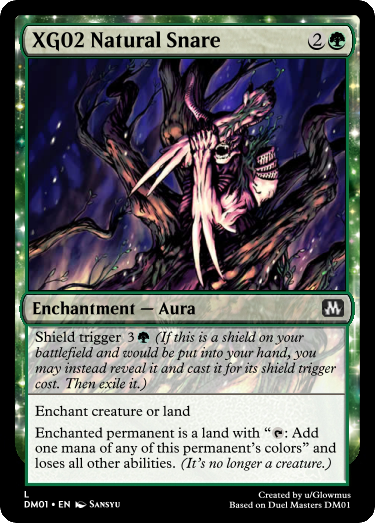 XG02 Natural Snare 2
Enchantment — Aura
Shield trigger 3 (If this is a shield on your
battlefield and would be put into your hand, you
may instead reveal it and cast it for its shield trigger
cost. Then exile it.)
Enchant creature or land
Enchanted permanent is a land with “: Add
one mana of any of this permanent’s colors” and
loses all other abilities. (It’s no longer a creature.)
L
DM01 • EN SANSYU
Created by u/Glowmus
Based on Duel Masters DM01